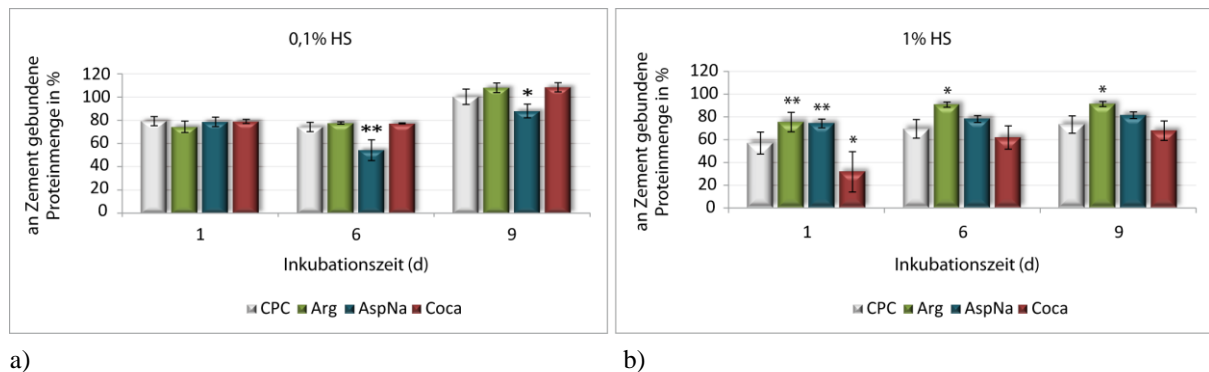 0,1% HS
an Zement gebundene
Proteinmenge in %
120
100
80
60
40
20
0
**
*
1 6 9
Inkubationszeit (d)
CPC Arg AspNa Coca
a)
1% HS
an Zement gebundene
Proteinmenge in %
120
100
80
60
40
20
0
** ** *
*
*
1 6 9
Inkubationszeit (d)
CPC Arg AspNa Coca
b)